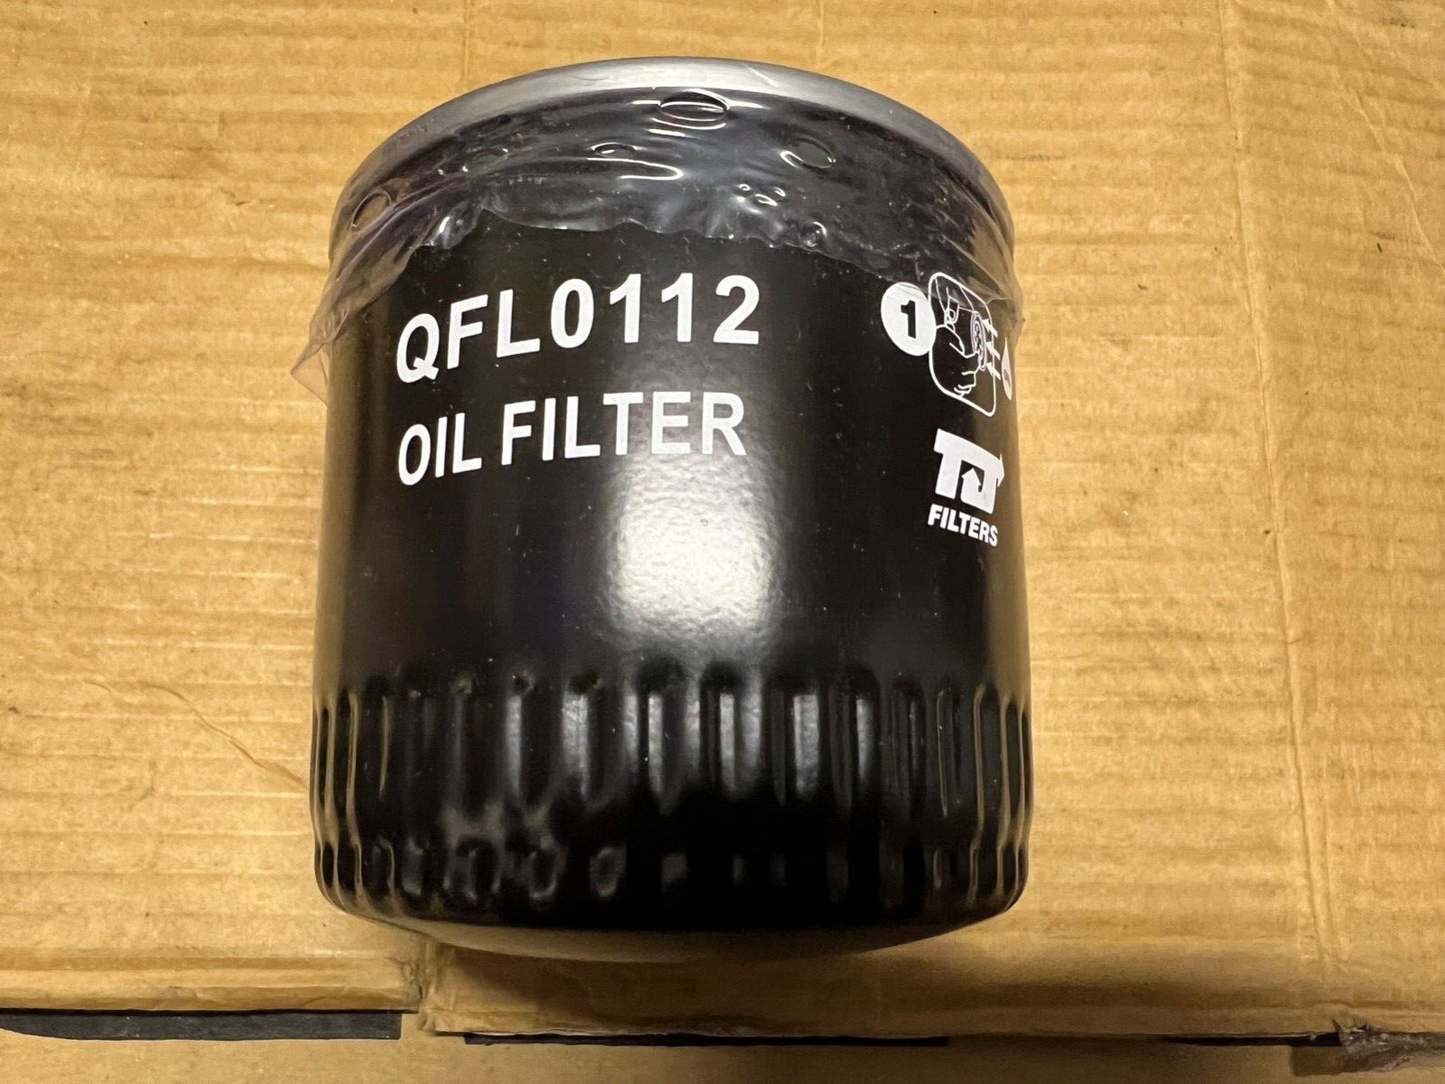 QFL0112
OIL FILTER
1
TJ
FILTERS